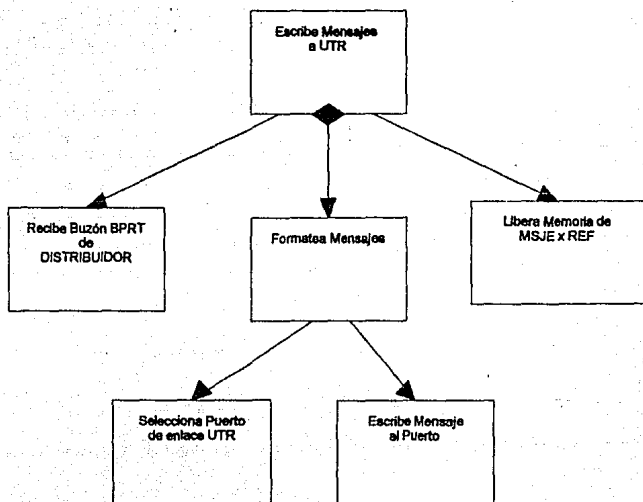 Escribe Mensajes
a UTR
Recibe Buzón BPRT
de
DISTRIBUIDOR
Formatea Mensajes
Libera Memoria de
MSJE x REF
Selecciona Puerto
de enlace UTR
Escribe Mensaje
al Puerto